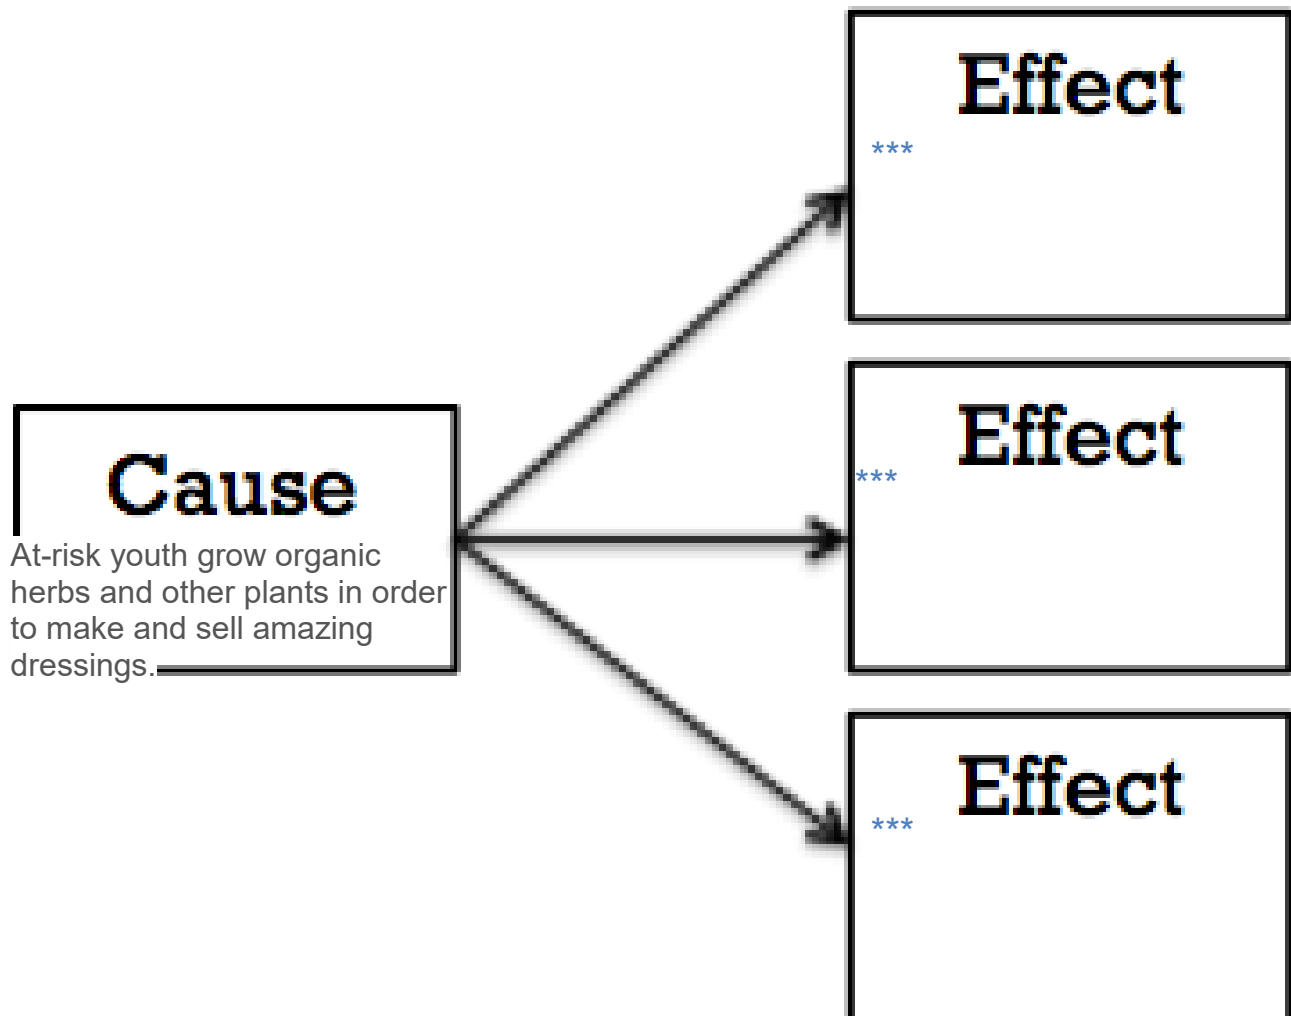 Effect
***
Effect
***
Cause
At-risk youth grow organic
herbs and other plants in order
to make and sell amazing
dressings.
Effect
***